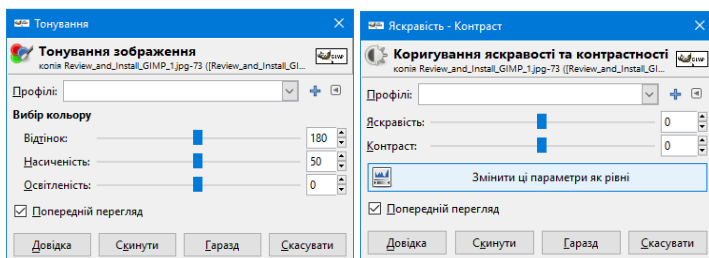 Тонування
Тонування зображення
копія Review_and_Install_GIMP_1.jpg-73 ([Review_and_Install_GI...
Профілі:
Вибір кольору
Відтінок: 180
Насиченість: 50
Освітленість: 0
Попередній перегляд
Довідка Скинути Гаразд Скасувати
Яскравість - Контраст
Коригування яскравості та контрастності
копія Review_and_Install_GIMP_1.jpg-73 ([Review_and_Install_GI...
Профілі:
Яскравість: 0
Контраст: 0
Змінити ці параметри як рівні
Попередній перегляд
Довідка Скинути Гаразд Скасувати